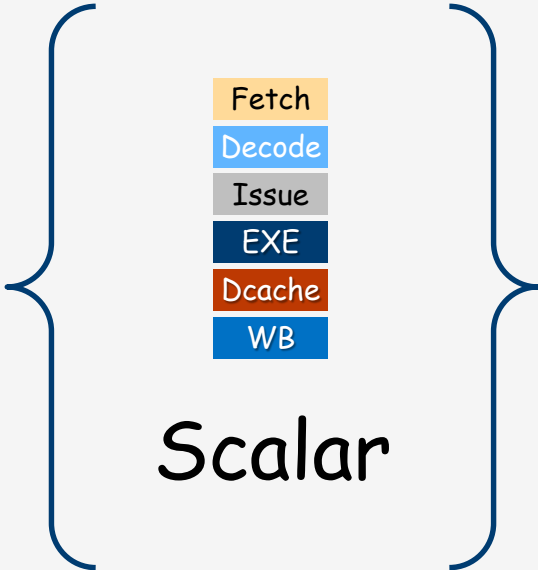 Fetch
Decode
Issue
EXE
Dcache
WB
Scalar